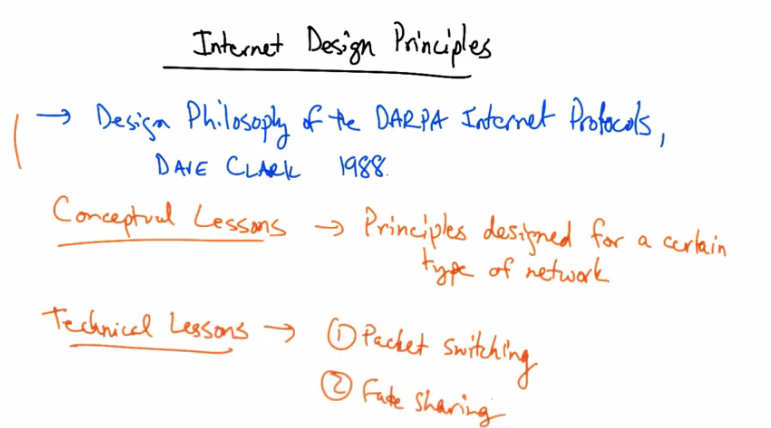 Internet Design Principles
→ Design Philosophy of the DARPA Internet Protocols,
DAVE CLARK 1988.
Conceptual Lessons → Principles designed for a certain
type of network
Technical Lessons → ① Packet switching
② Fate sharing